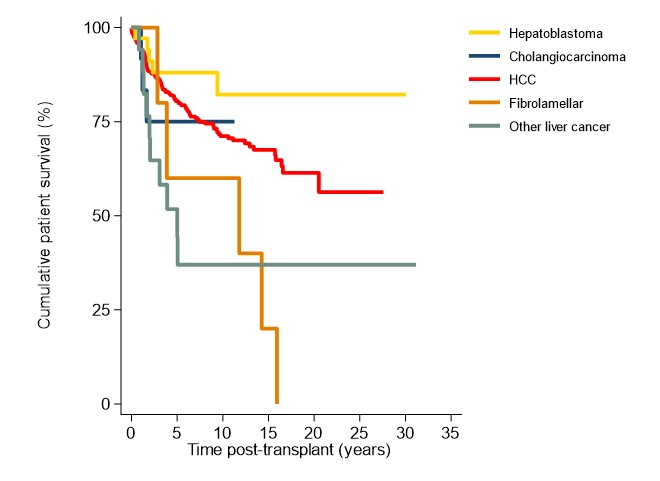 100
75
50
25
0
Cumulative patient survival (%)
0 5 10 15 20 25 30 35
Time post-transplant (years)
Hepatoblastoma
Cholangiocarcinoma
HCC
Fibrolamellar
Other liver cancer